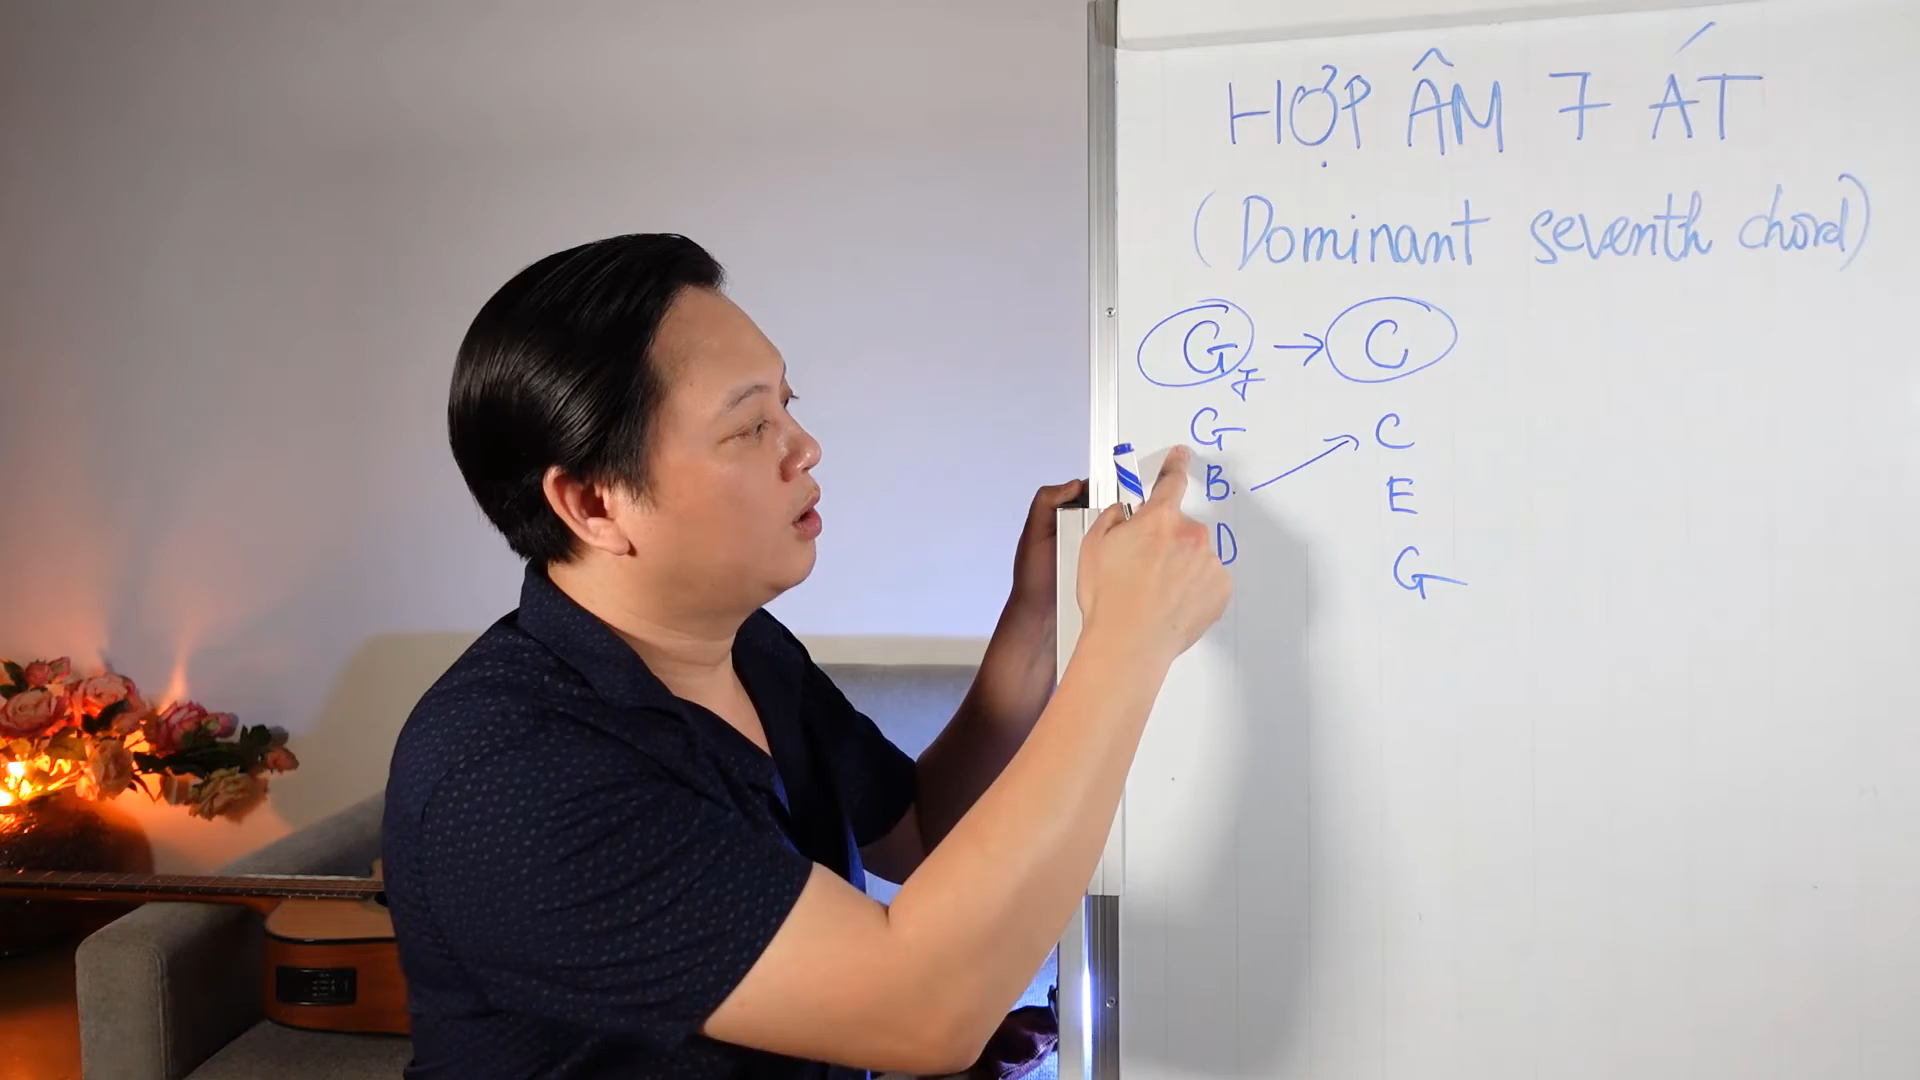 HỢP ÂM 7 ÁT
(Dominant seventh chord)
G7 → C
G C
B. E
D G